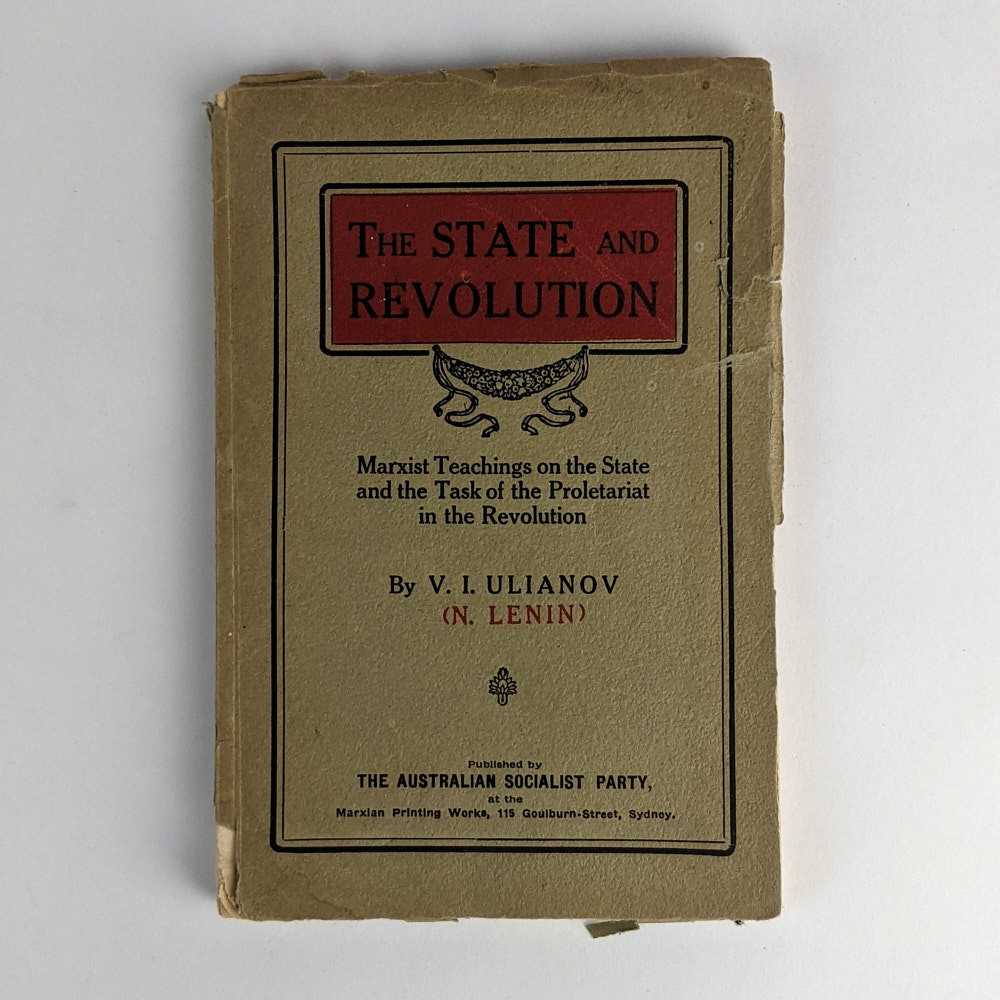 The STATE AND
REVOLUTION
Marxist Teachings on the State
and the Task of the Proletariat
in the Revolution
By V. I. ULIANOV
(N. LENIN)
Published by
THE AUSTRALIAN SOCIALIST PARTY,
at the
Marxian Printing Works, 115 Goulburn-Street, Sydney.